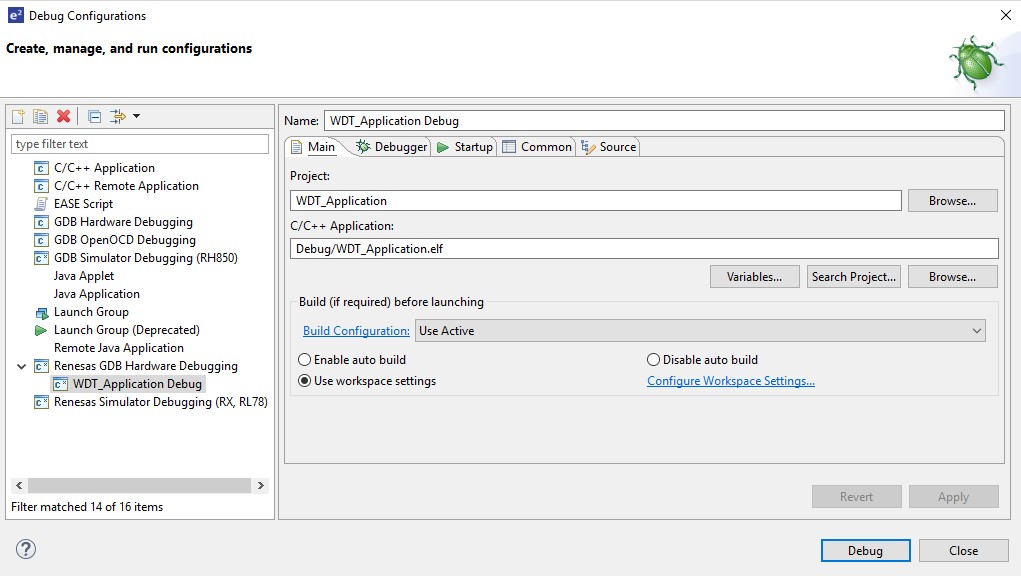 e² Debug Configurations
Create, manage, and run configurations
type filter text
C/C++ Application
C/C++ Remote Application
EASE Script
GDB Hardware Debugging
GDB OpenOCD Debugging
GDB Simulator Debugging (RH850)
Java Applet
Java Application
Launch Group
Launch Group (Deprecated)
Remote Java Application
Renesas GDB Hardware Debugging
WDT_Application Debug
Renesas Simulator Debugging (RX, RL78)
Filter matched 14 of 16 items
Name: WDT_Application Debug
Main Debugger Startup Common Source
Project:
WDT_Application Browse...
C/C++ Application:
Debug/WDT_Application.elf
Variables... Search Project... Browse...
Build (if required) before launching
Build Configuration: Use Active
Enable auto build Disable auto build
Use workspace settings Configure Workspace Settings...
Revert Apply
? Debug Close